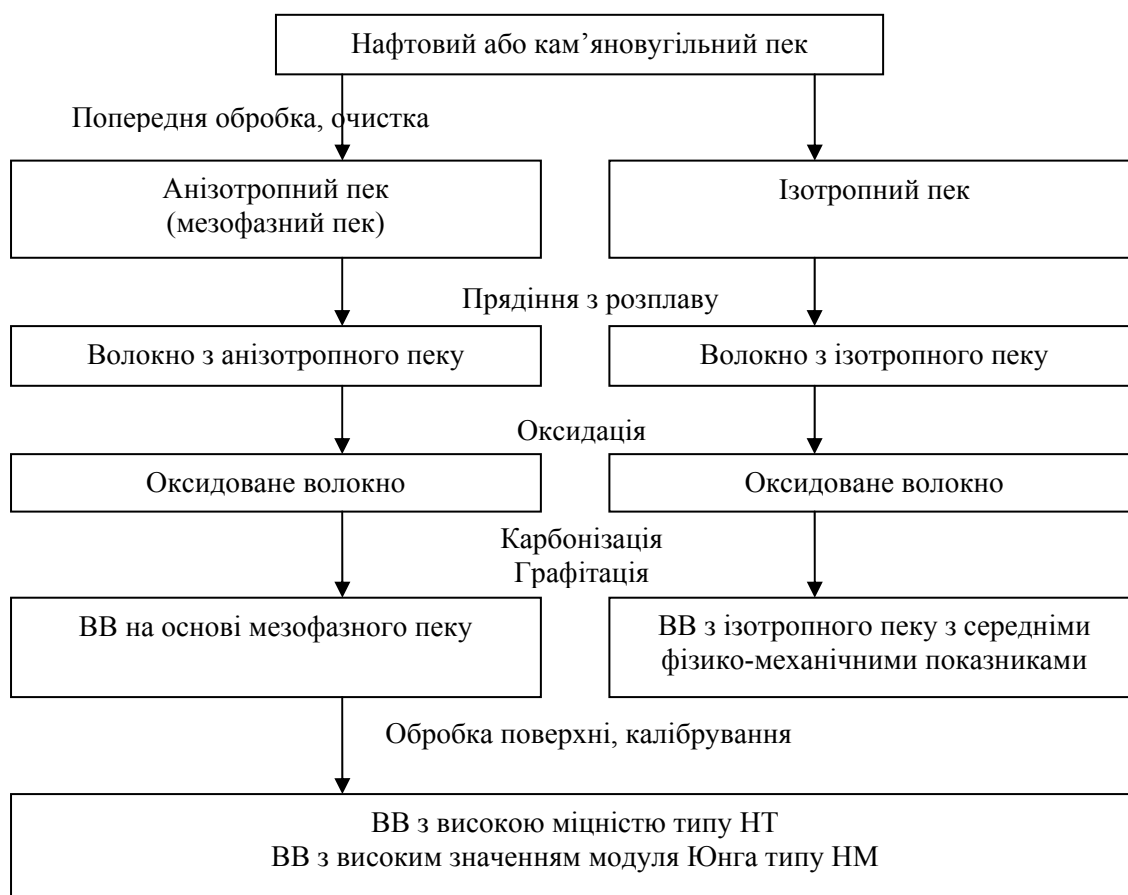 Нафтовий або кам’яновугільний пек
Попередня обробка, очистка
Анізотропний пек
(мезофазний пек)
Ізотропний пек
Прядіння з розплаву
Волокно з анізотропного пеку
Волокно з ізотропного пеку
Оксидація
Оксидоване волокно
Оксидоване волокно
Карбонізація
Графітація
ВВ на основі мезофазного пеку
ВВ з ізотропного пеку з середніми
фізико-механічними показниками
Обробка поверхні, калібрування
ВВ з високою міцністю типу НТ
ВВ з високим значенням модуля Юнга типу НМ